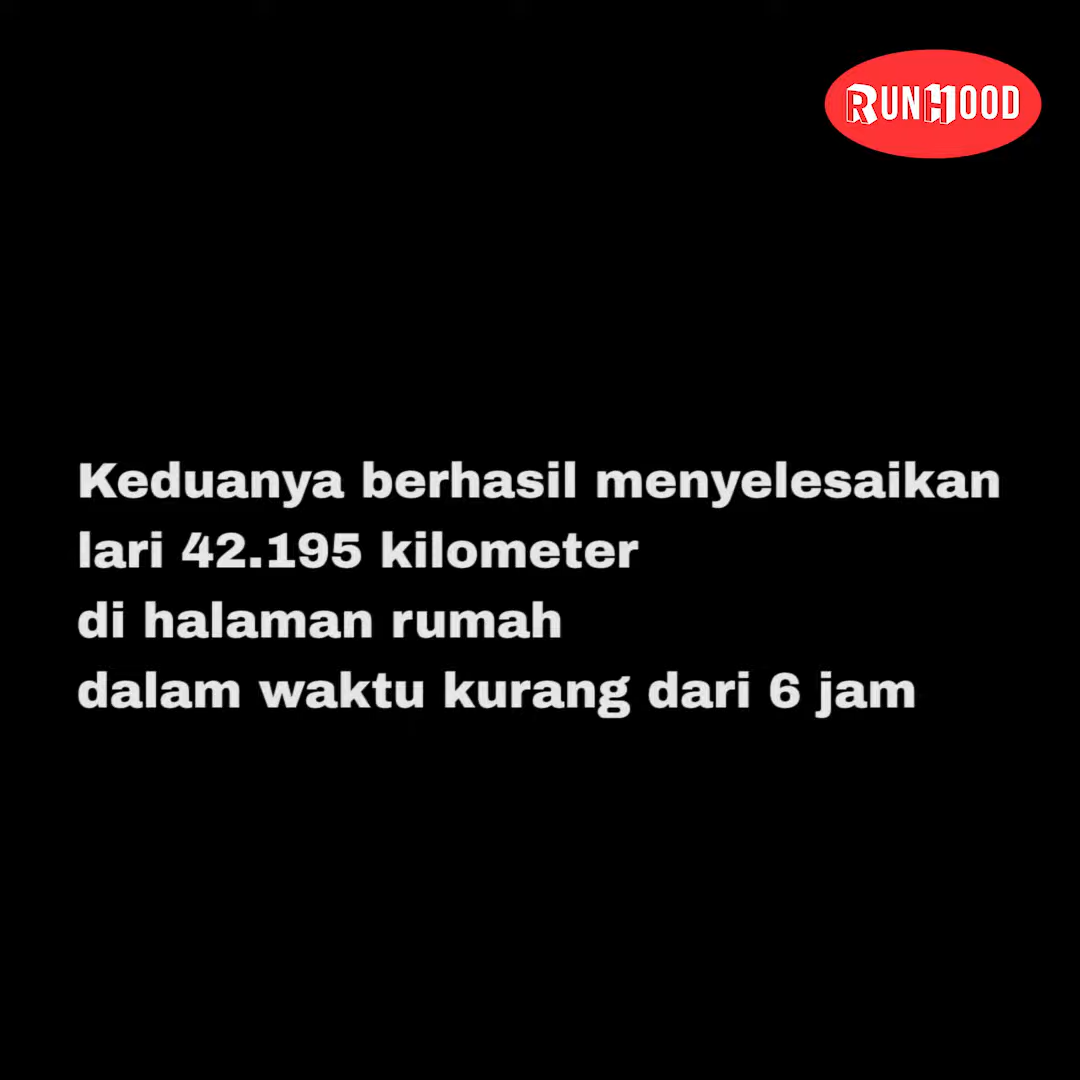 RUNHOOD
Keduanya berhasil menyelesaikan
lari 42.195 kilometer
di halaman rumah
dalam waktu kurang dari 6 jam